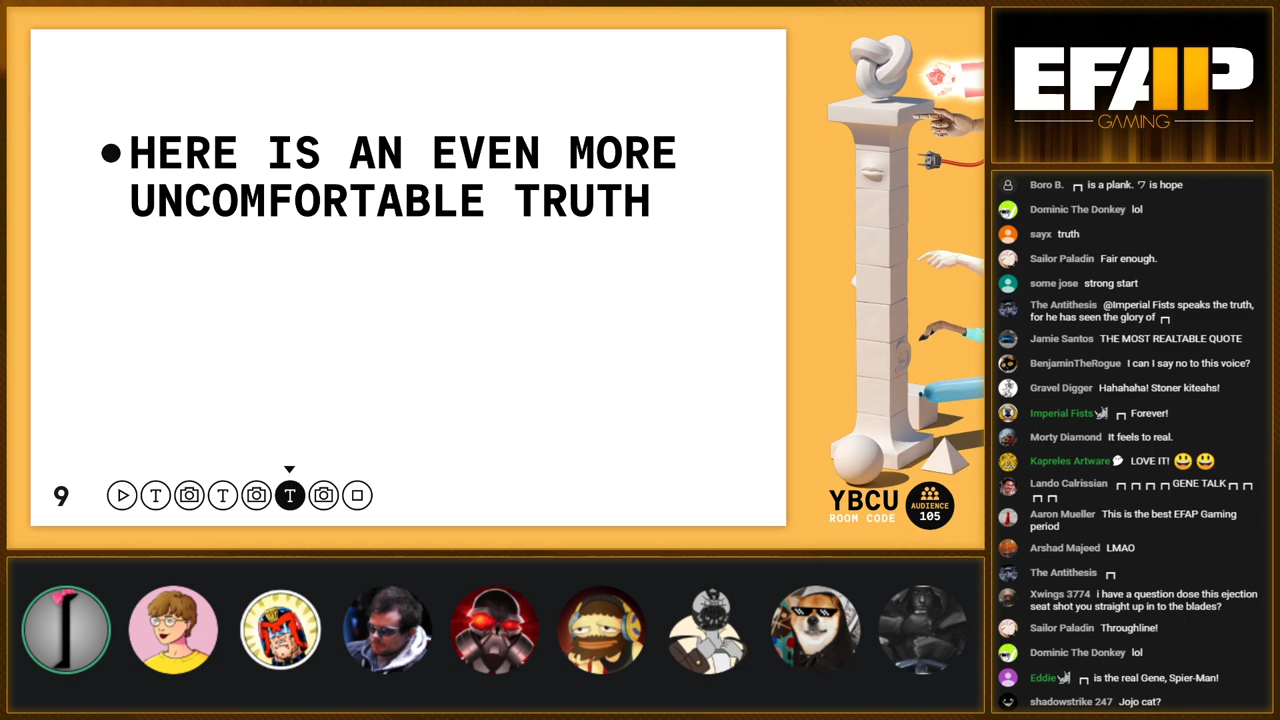 ●HERE IS AN EVEN MORE
UNCOMFORTABLE TRUTH
9
T
T
T
YBCU
ROOM CODE
AUDIENCE
105
EFAP
GAMING
Boro B. ┌┐ is a plank. ワ is hope
Dominic The Donkey lol
sayx truth
Sailor Paladin Fair enough.
some jose strong start
The Antithesis @Imperial Fists speaks the truth,
for he has seen the glory of ┌┐
Jamie Santos THE MOST REALTABLE QUOTE
BenjaminTheRogue I can I say no to this voice?
Gravel Digger Hahahaha! Stoner kiteahs!
Imperial Fists ┌┐ Forever!
Morty Diamond It feels to real.
Kapreles Artware LOVE IT! 😃 😃
Lando Calrissian ┌┐ ┌┐ ┌┐ ┌┐ GENE TALK ┌┐ ┌┐
┌┐ ┌┐
Aaron Mueller This is the best EFAP Gaming
period
Arshad Majeed LMAO
The Antithesis ┌┐
Xwings 3774 i have a question dose this ejection
seat shot you straight up in to the blades?
Sailor Paladin Throughline!
Dominic The Donkey lol
Eddie ┌┐ is the real Gene, Spier-Man!
shadowstrike 247 Jojo cat?